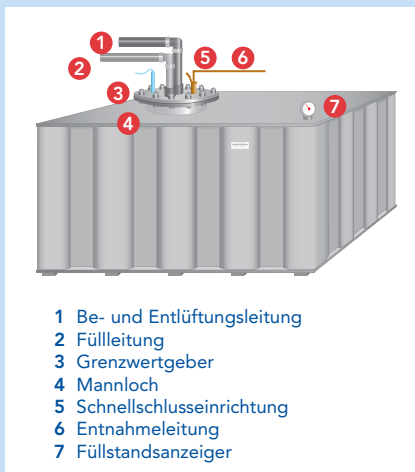 1
2
3
4
5
6
7
1 Be- und Entlüftungsleitung
2 Füllleitung
3 Grenzwertgeber
4 Mannloch
5 Schnellschlusseinrichtung
6 Entnahmeleitung
7 Füllstandsanzeiger